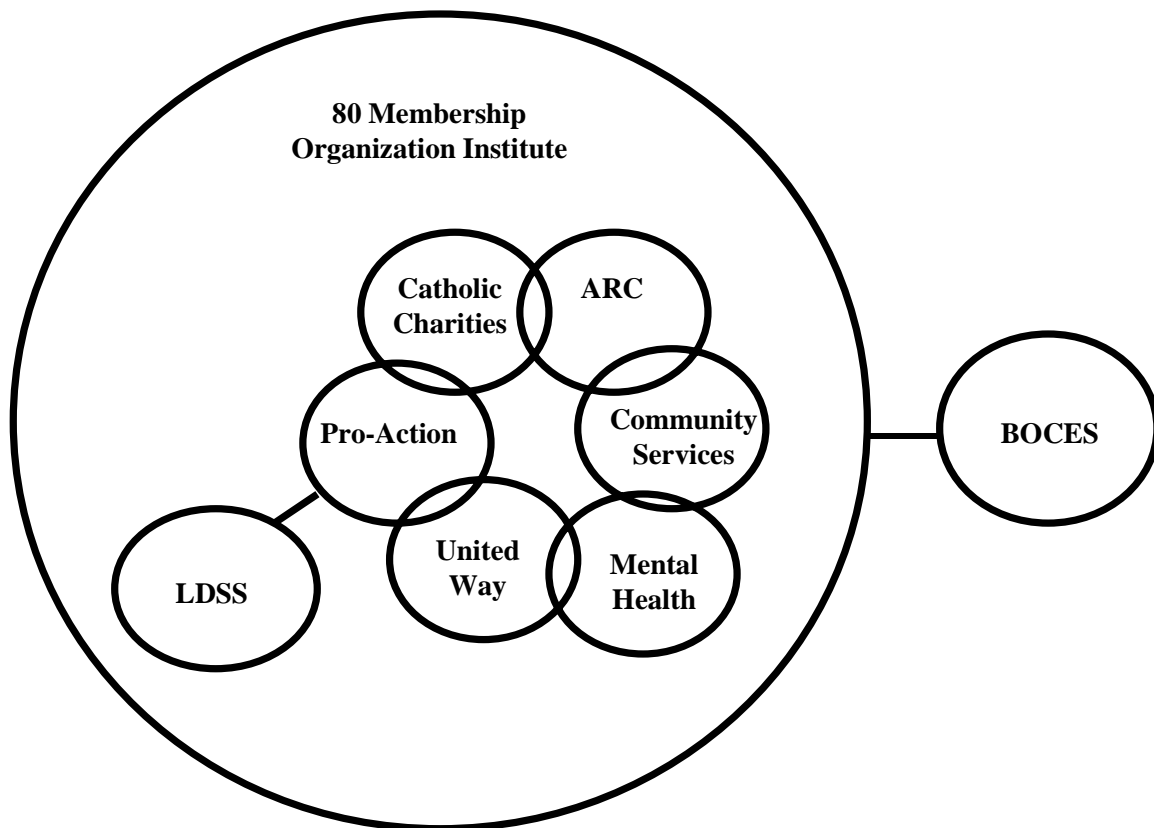 80 Membership
Organization Institute
Catholic
Charities
ARC
Pro-Action
Community
Services
BOCES
United
Way
Mental
Health
LDSS